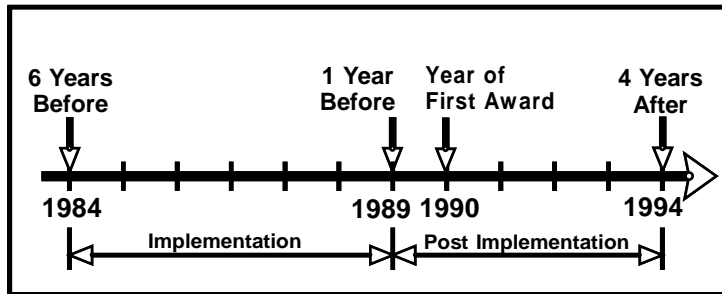 6 Years
Before
1 Year
Before
Year of
First Award
4 Years
After
1984
1989
1990
1994
Implementation
Post Implementation